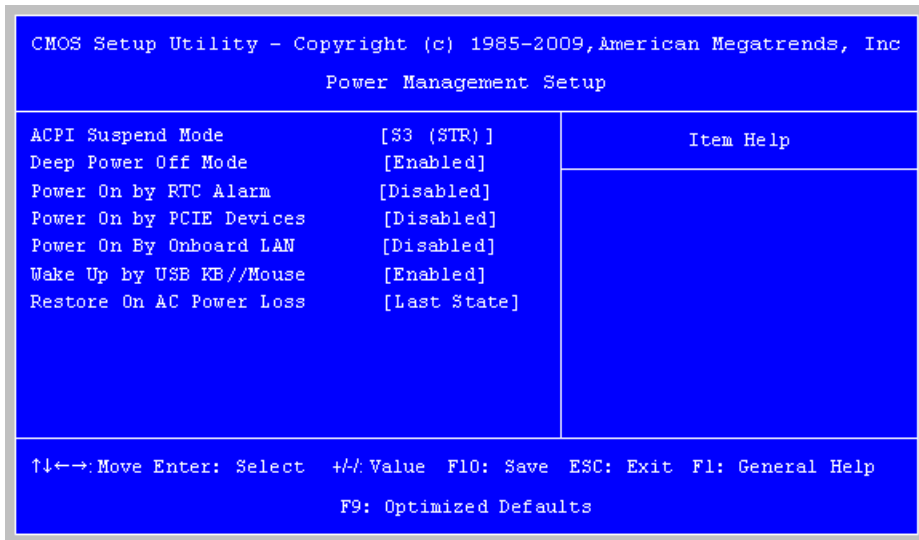 CMOS Setup Utility - Copyright (c) 1985-2009,American Megatrends, Inc
Power Management Setup
ACPI Suspend Mode [S3 (STR)]
Deep Power Off Mode [Enabled]
Power On by RTC Alarm [Disabled]
Power On by PCIE Devices [Disabled]
Power On By Onboard LAN [Disabled]
Wake Up by USB KB//Mouse [Enabled]
Restore On AC Power Loss [Last State]
Item Help
↑↓←→:Move Enter: Select +/-/: Value F10: Save ESC: Exit F1: General Help
F9: Optimized Defaults